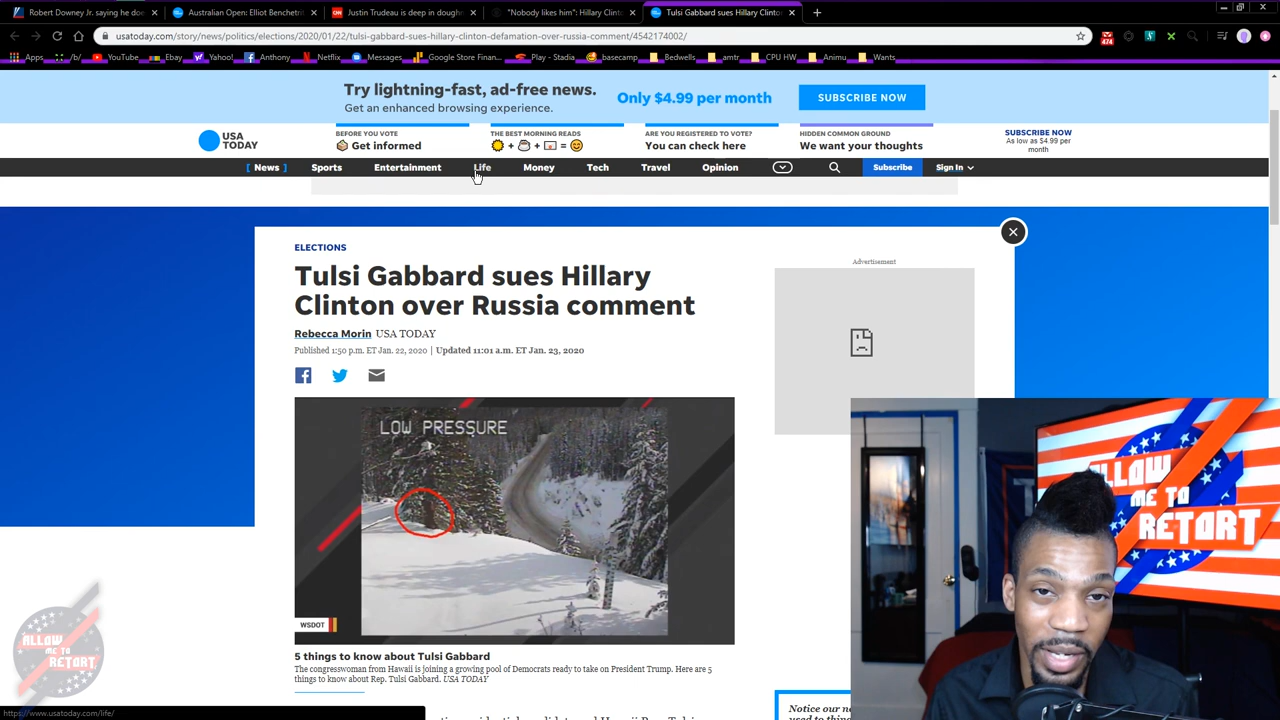 Robert Downey Jr. saying he doe
Australian Open: Elliot Benchetri
Justin Trudeau is deep in dough
"Nobody likes him": Hillary Clint
Tulsi Gabbard sues Hillary Clinto
usatoday.com/story/news/politics/elections/2020/01/22/tulsi-gabbard-sues-hillary-clinton-defamation-over-russia-comment/4542174002/
474
Apps
/b/
YouTube
Ebay
Yahoo!
Anthony
Netflix
Messages
Google Store Finan...
Play - Stadia
basecamp
Bedwells
amtr
CPU HW
Animu
Wants
Try lightning-fast, ad-free news.
Get an enhanced browsing experience.
Only $4.99 per month
SUBSCRIBE NOW
USA
TODAY
BEFORE YOU VOTE
Get informed
THE BEST MORNING READS
+ + =
ARE YOU REGISTERED TO VOTE?
You can check here
HIDDEN COMMON GROUND
We want your thoughts
SUBSCRIBE NOW
As low as $4.99 per
month
[ News ]
Sports
Entertainment
Life
Money
Tech
Travel
Opinion
Subscribe
Sign In
ELECTIONS
Tulsi Gabbard sues Hillary
Clinton over Russia comment
Rebecca Morin USA TODAY
Published 1:50 p.m. ET Jan. 22, 2020 | Updated 11:01 a.m. ET Jan. 23, 2020
Advertisement
LOW PRESSURE
WSDOT
5 things to know about Tulsi Gabbard
The congresswoman from Hawaii is joining a growing pool of Democrats ready to take on President Trump. Here are 5
things to know about Rep. Tulsi Gabbard. USA TODAY
Notice our n
used to thing
https://www.usatoday.com/life/
ALLOW
ME TO
RETORT
ALLOW
ME TO
RETORT